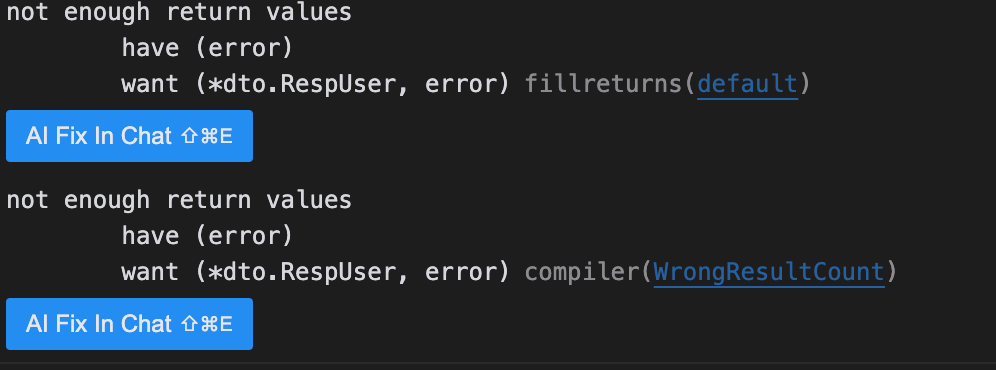 not enough return values
have (error)
want (*dto.RespUser, error) fillreturns(default)
AI Fix In Chat ⇧⌘E
not enough return values
have (error)
want (*dto.RespUser, error) compiler(WrongResultCount)
AI Fix In Chat ⇧⌘E